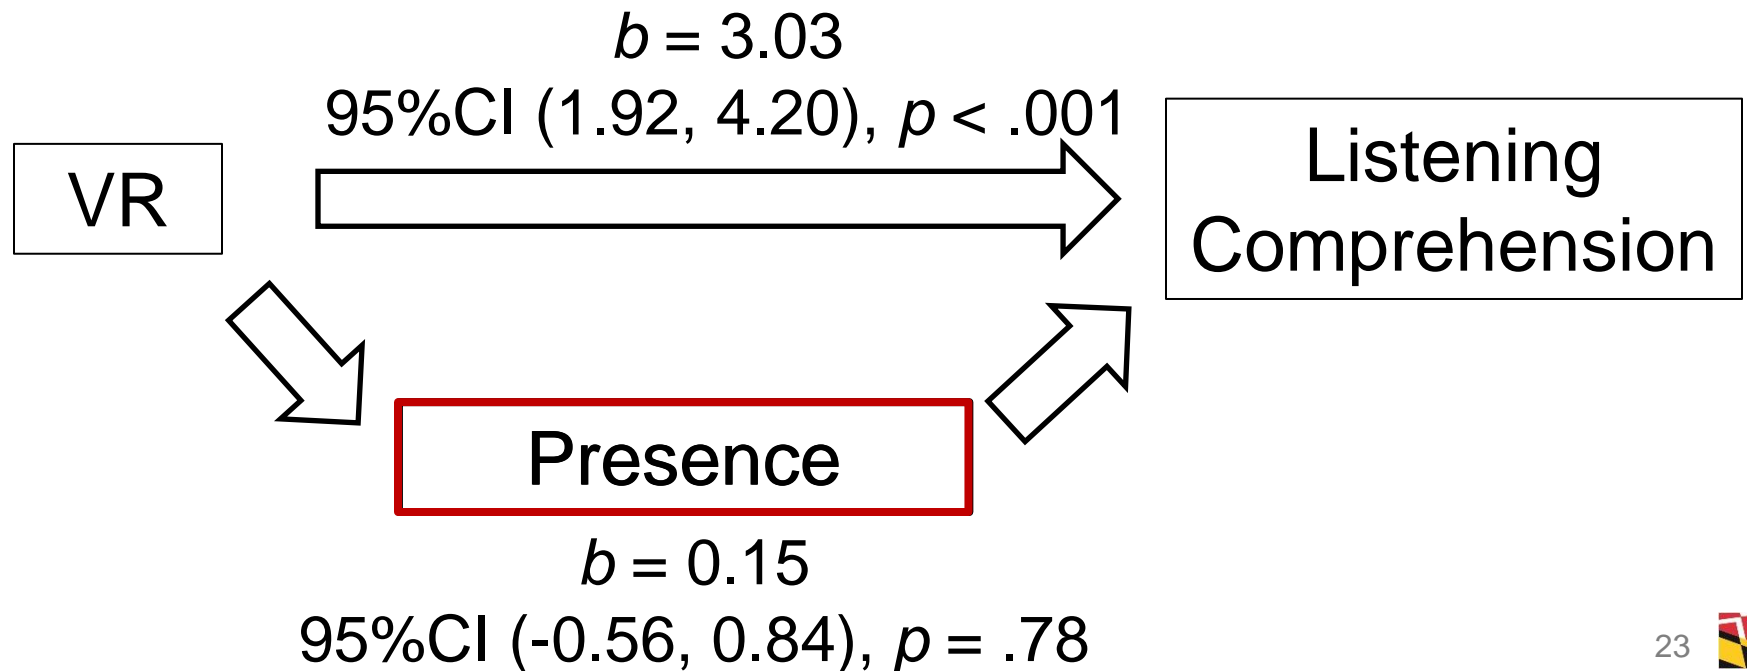 b = 3.03
95%CI (1.92, 4.20), p < .001
VR
Listening
Comprehension
Presence
b = 0.15
95%CI (-0.56, 0.84), p = .78
23